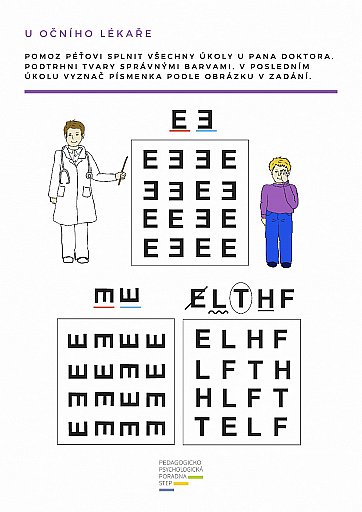 U OČNÍHO LÉKAŘE
POMOZ PÉŤOVI SPLNIT VŠECHNY ÚKOLY U PANA DOKTORA.
PODTRHNI TVARY SPRÁVNÝMI BARVAMI. V POSLEDNÍM
ÚKOLU VYZNAČ PÍSMENKA PODLE OBRÁZKU V ZADÁNÍ.
E Ǝ
E L T H F
E L H F
L F T H
H L F T
T E L F
PEDAGOGICKO
PSYCHOLOGICKÁ
PORADNA
STEP